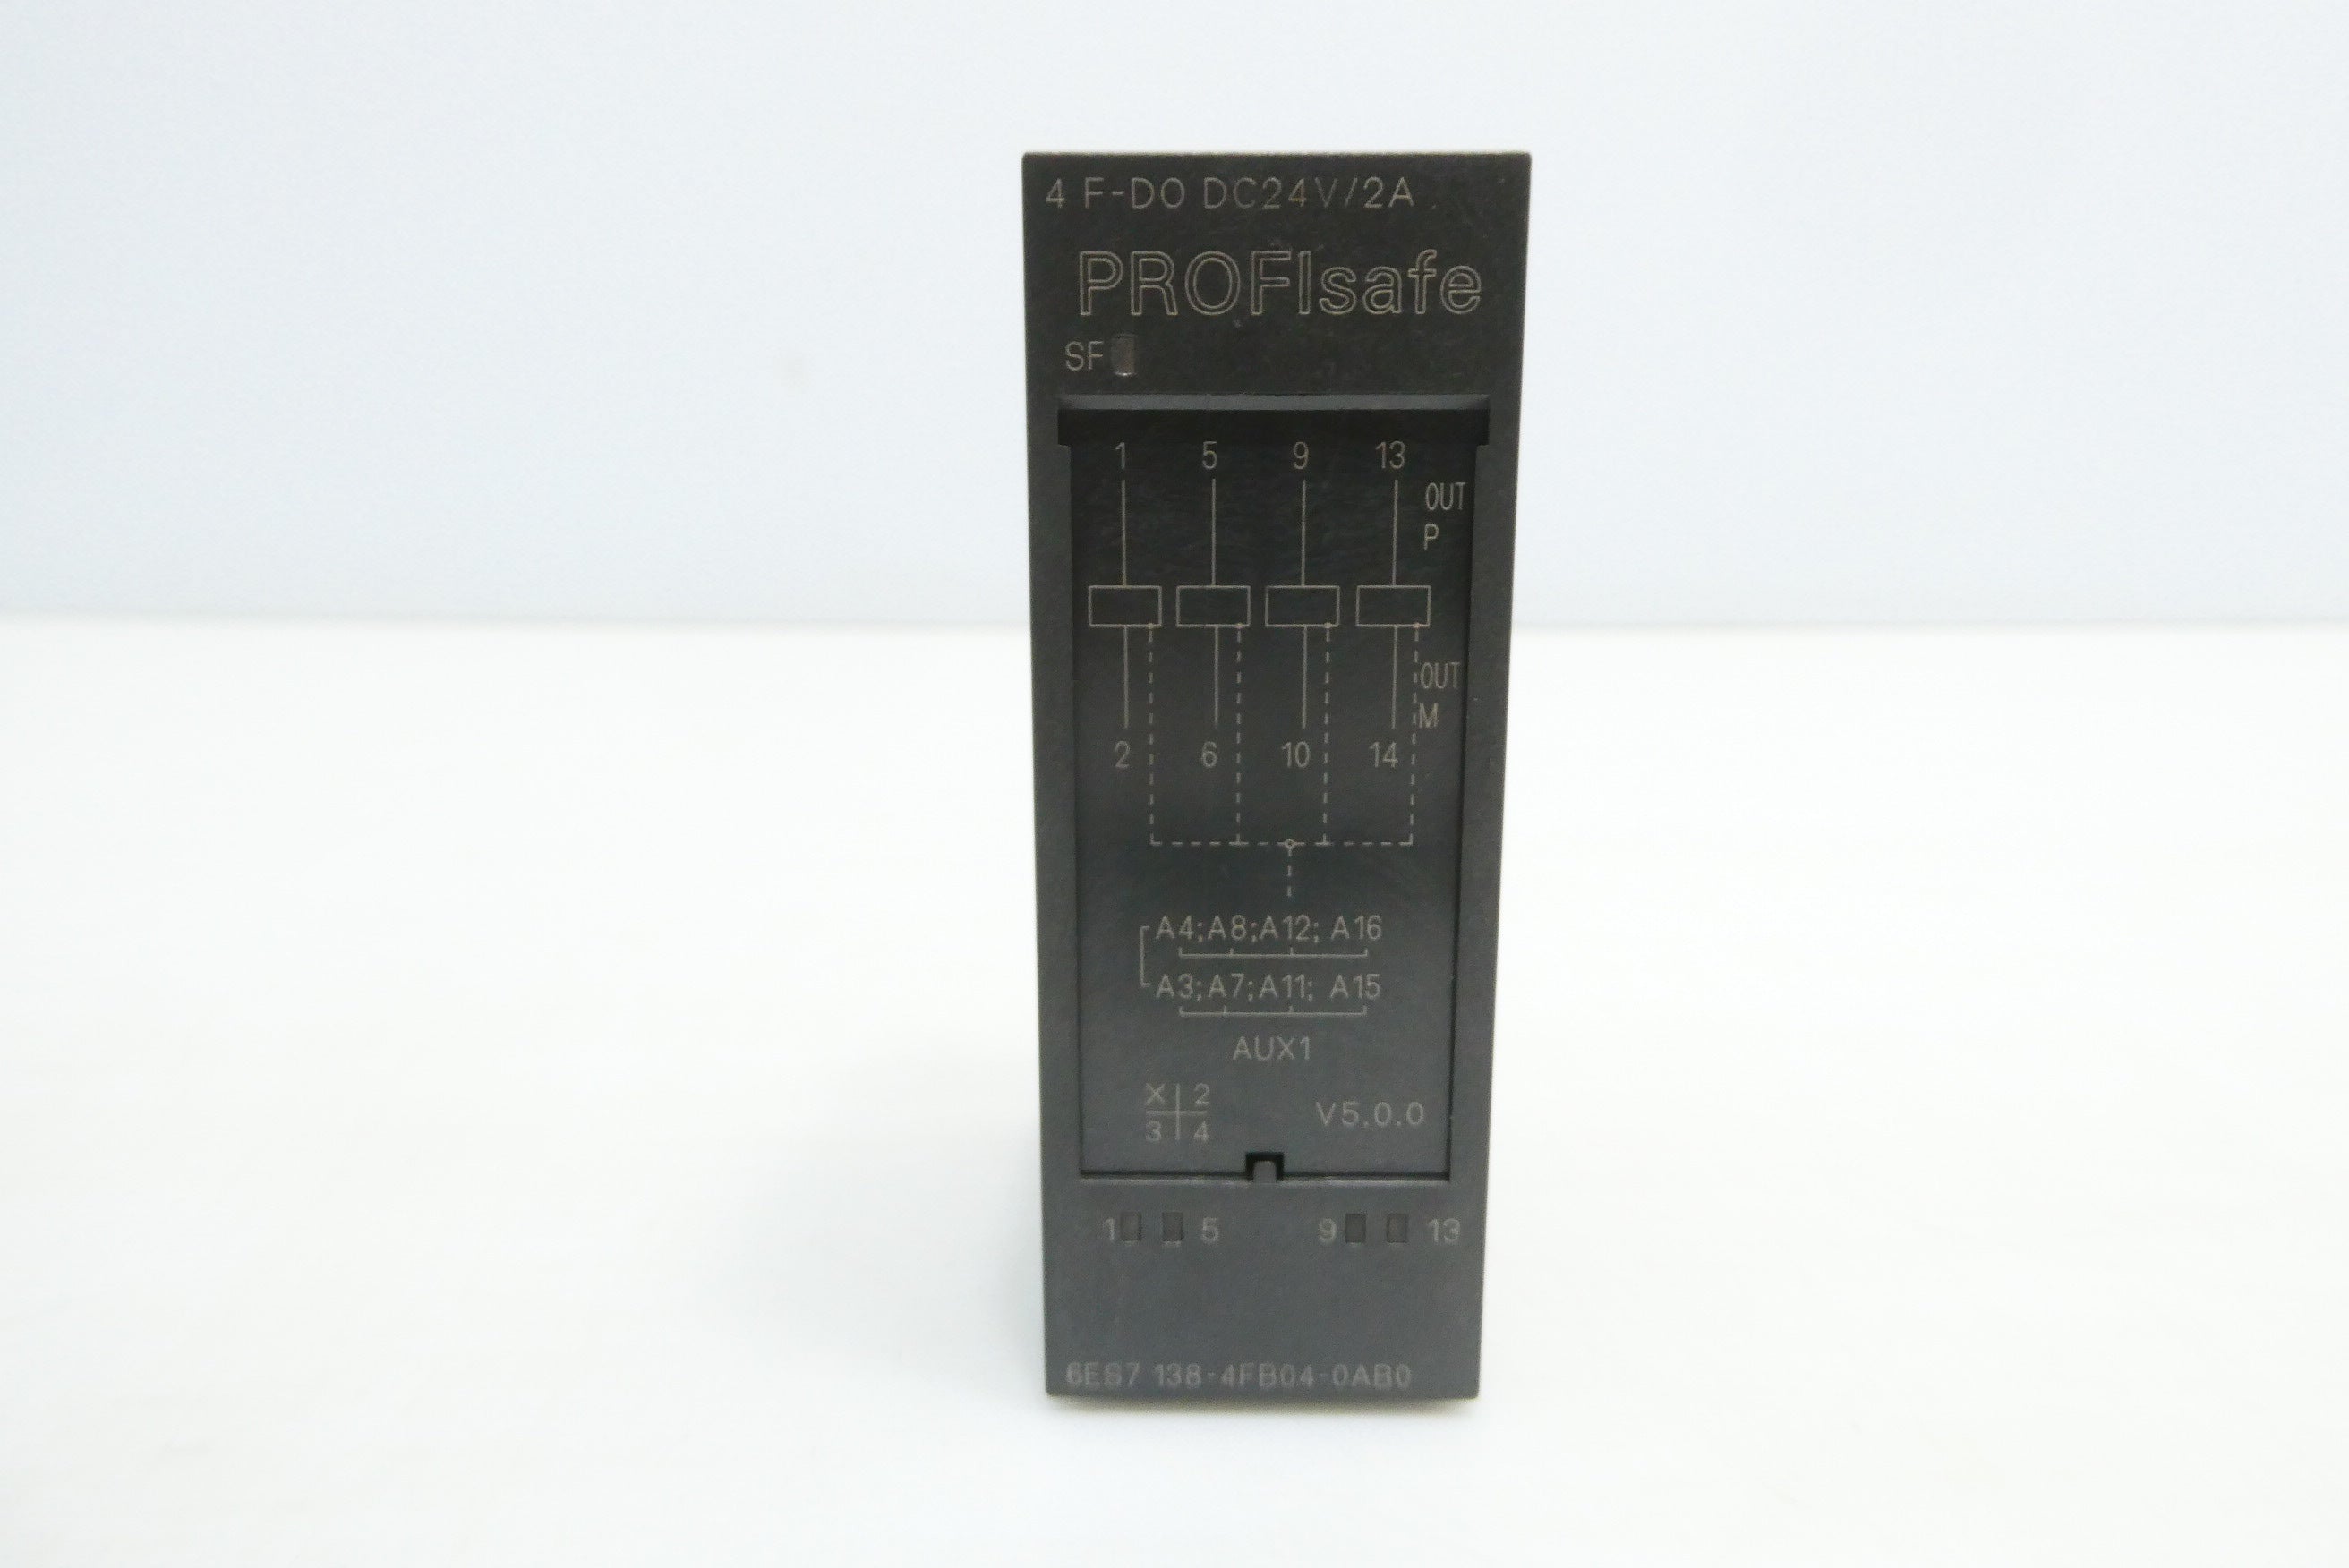 4 F-DO DC24V/2A
PROFIsafe
SF
1 5 9 13
OUT
P
OUT
M
2 6 10 14
A4;A8;A12; A16
A3;A7;A11; A15
AUX1
X 2
3 4
V5.0.0
1 5 9 13
6ES7 138-4FB04-0AB0